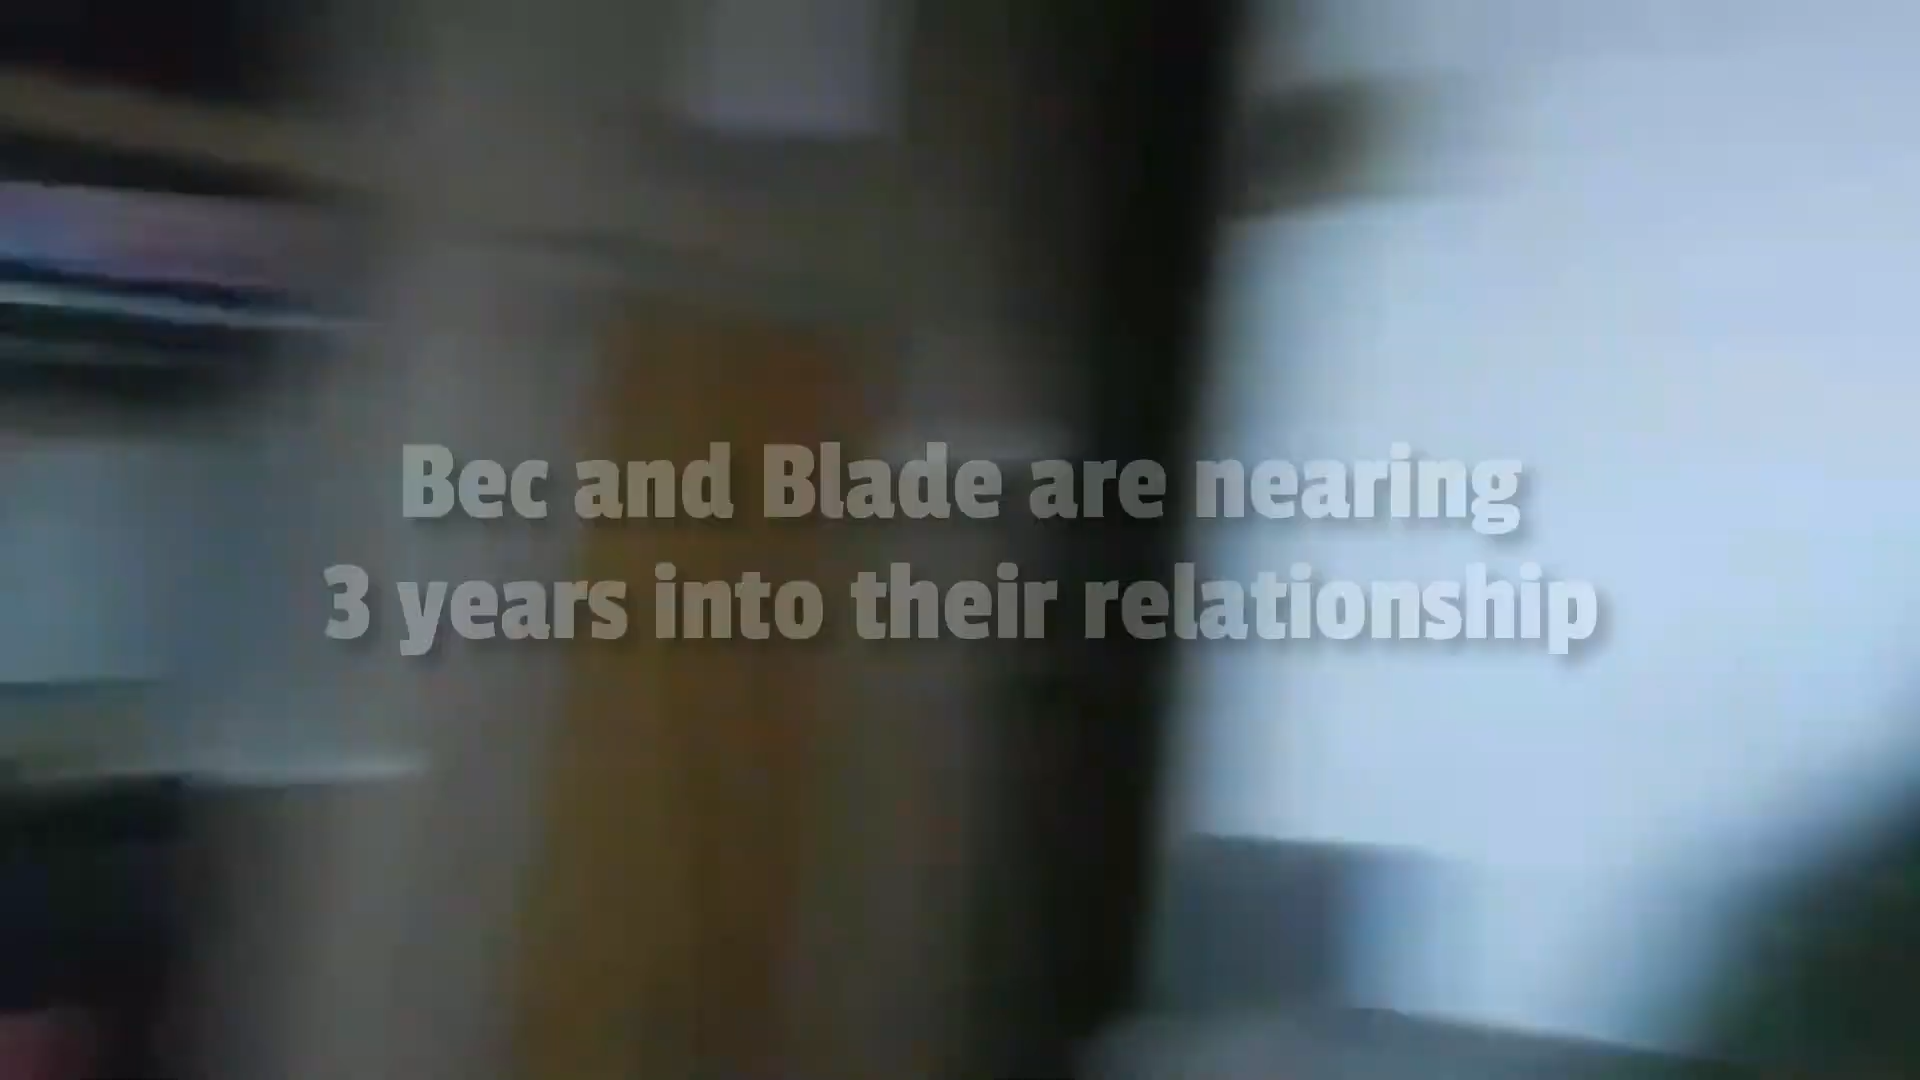 Bec and Blade are nearing
3 years into their relationship